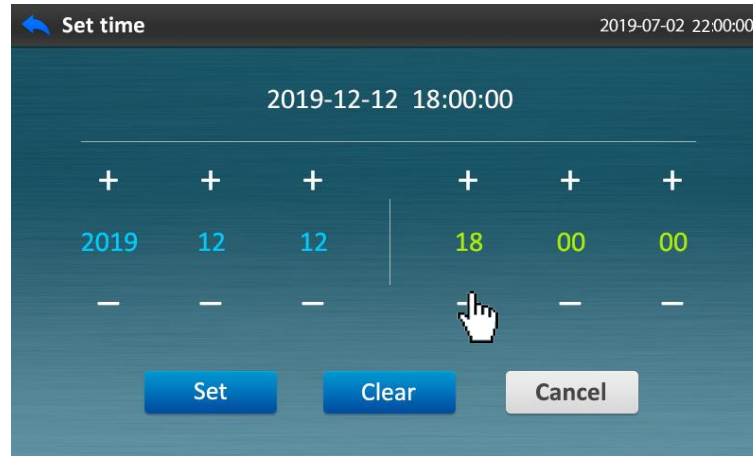 Set time 2019-07-02 22:00:00
2019-12-12 18:00:00
+ + + + + +
2019 12 12 18 00 00
− − − − − −
Set Clear Cancel